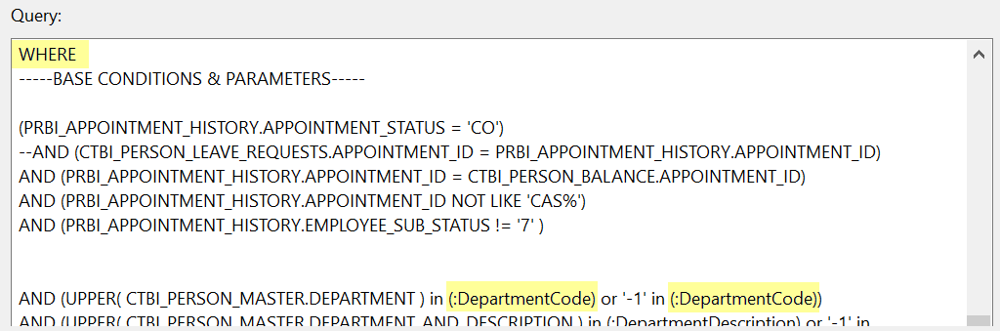 Query:
WHERE
-----BASE CONDITIONS & PARAMETERS-----
(PRBI_APPOINTMENT_HISTORY.APPOINTMENT_STATUS = 'CO')
--AND (CTBI_PERSON_LEAVE_REQUESTS.APPOINTMENT_ID = PRBI_APPOINTMENT_HISTORY.APPOINTMENT_ID)
AND (PRBI_APPOINTMENT_HISTORY.APPOINTMENT_ID = CTBI_PERSON_BALANCE.APPOINTMENT_ID)
AND (PRBI_APPOINTMENT_HISTORY.APPOINTMENT_ID NOT LIKE 'CAS%')
AND (PRBI_APPOINTMENT_HISTORY.EMPLOYEE_SUB_STATUS != '7' )
AND (UPPER( CTBI_PERSON_MASTER.DEPARTMENT ) in (:DepartmentCode) or '-1' in (:DepartmentCode))
AND (UPPER( CTBI_PERSON_MASTER.DEPARTMENT_AND_DESCRIPTION ) in (:DepartmentDescription) or '-1' in